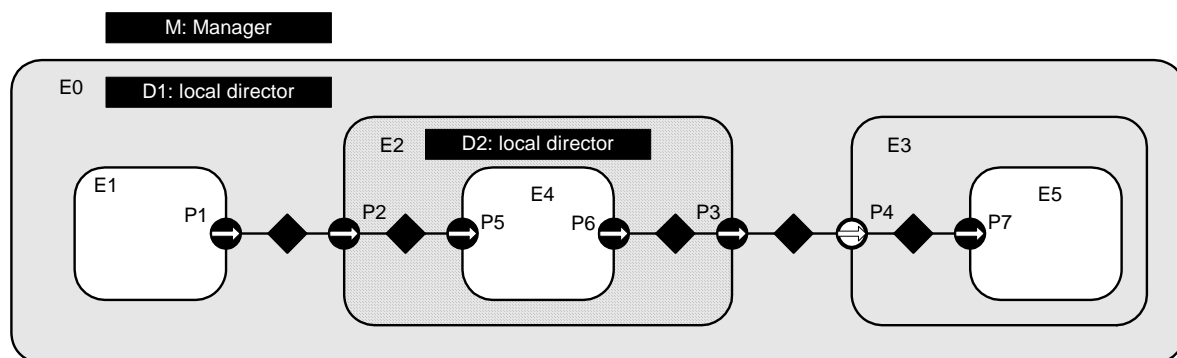 M: Manager
E0
D1: local director
E2
D2: local director
E3
E1
E4
E5
P1
P2
P5
P6
P3
P4
P7